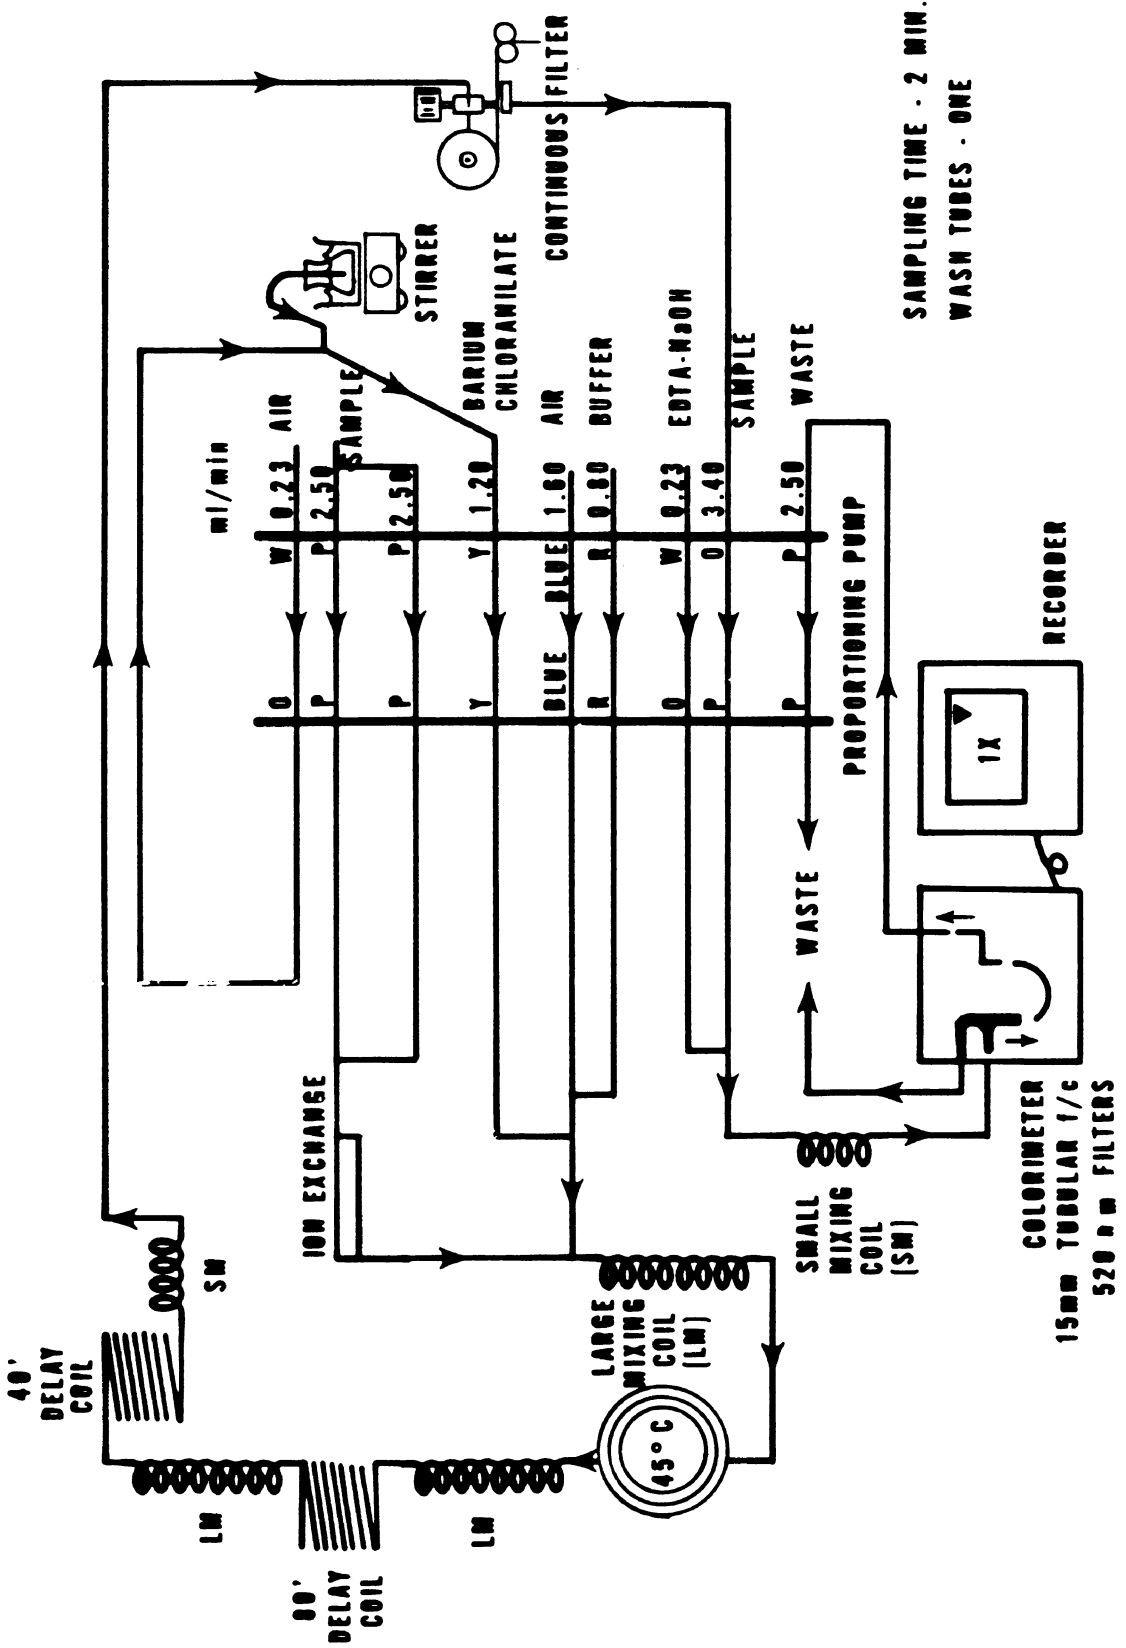 40'
DELAY
COIL
SM
80'
DELAY
COIL
LM
LM
ION EXCHANGE
LARGE
MIXING
COIL
(LM)
45°C
SMALL
MIXING
COIL
(SM)
COLORIMETER
15mm TUBULAR f/c
520 nm FILTERS
WASTE
RECORDER
1X
PROPORTIONING PUMP
ml/min
O W 0.23 AIR
P P 2.50 SAMPLE
P P 2.50
Y Y 1.20 BARIUM
CHLORANILATE
BLUE BLUE 1.60 AIR
R R 0.80 BUFFER
O W 0.23 EDTA-NaOH
P O 3.40 SAMPLE
P P 2.50 WASTE
STIRRER
CONTINUOUS FILTER
SAMPLING TIME - 2 MIN.
WASH TUBES - ONE